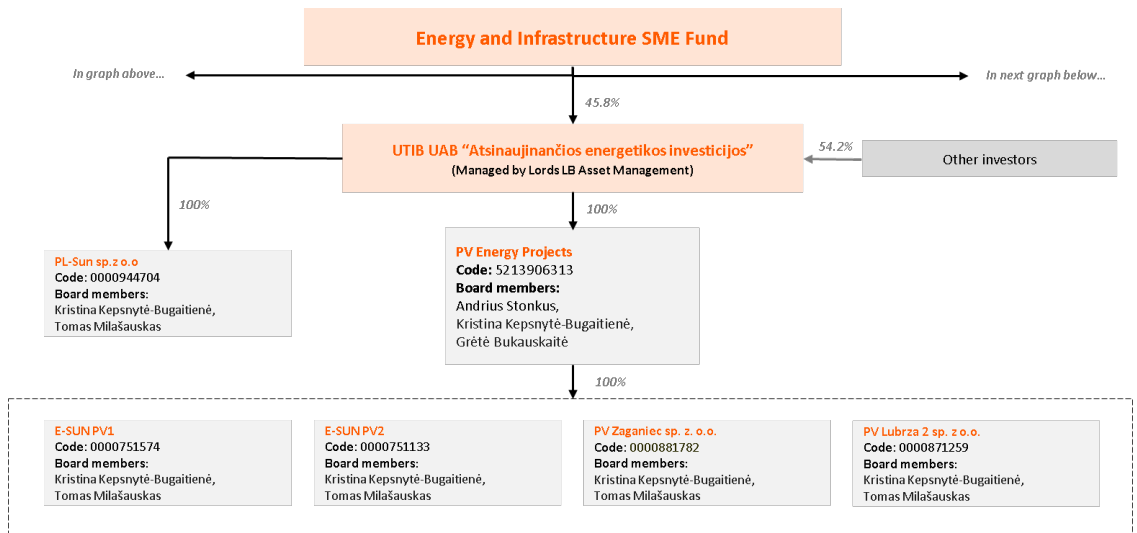 Energy and Infrastructure SME Fund
In graph above...
In next graph below...
45.8%
UTIB UAB “Atsinaujinančios energetikos investicijos”
(Managed by Lords LB Asset Management)
54.2%
Other investors
100%
100%
PL-Sun sp.z o.o
Code: 0000944704
Board members:
Kristina Kepsnytė-Bugaitienė,
Tomas Milašauskas
PV Energy Projects
Code: 5213906313
Board members:
Andrius Stonkus,
Kristina Kepsnytė-Bugaitienė,
Grėtė Bukauskaitė
100%
E-SUN PV1
Code: 0000751574
Board members:
Kristina Kepsnytė-Bugaitienė,
Tomas Milašauskas
E-SUN PV2
Code: 0000751133
Board members:
Kristina Kepsnytė-Bugaitienė,
Tomas Milašauskas
PV Zaganiec sp. z. o.o.
Code: 0000881782
Board members:
Kristina Kepsnytė-Bugaitienė,
Tomas Milašauskas
PV Lubrza 2 sp. z o.o.
Code: 0000871259
Board members:
Kristina Kepsnytė-Bugaitienė,
Tomas Milašauskas